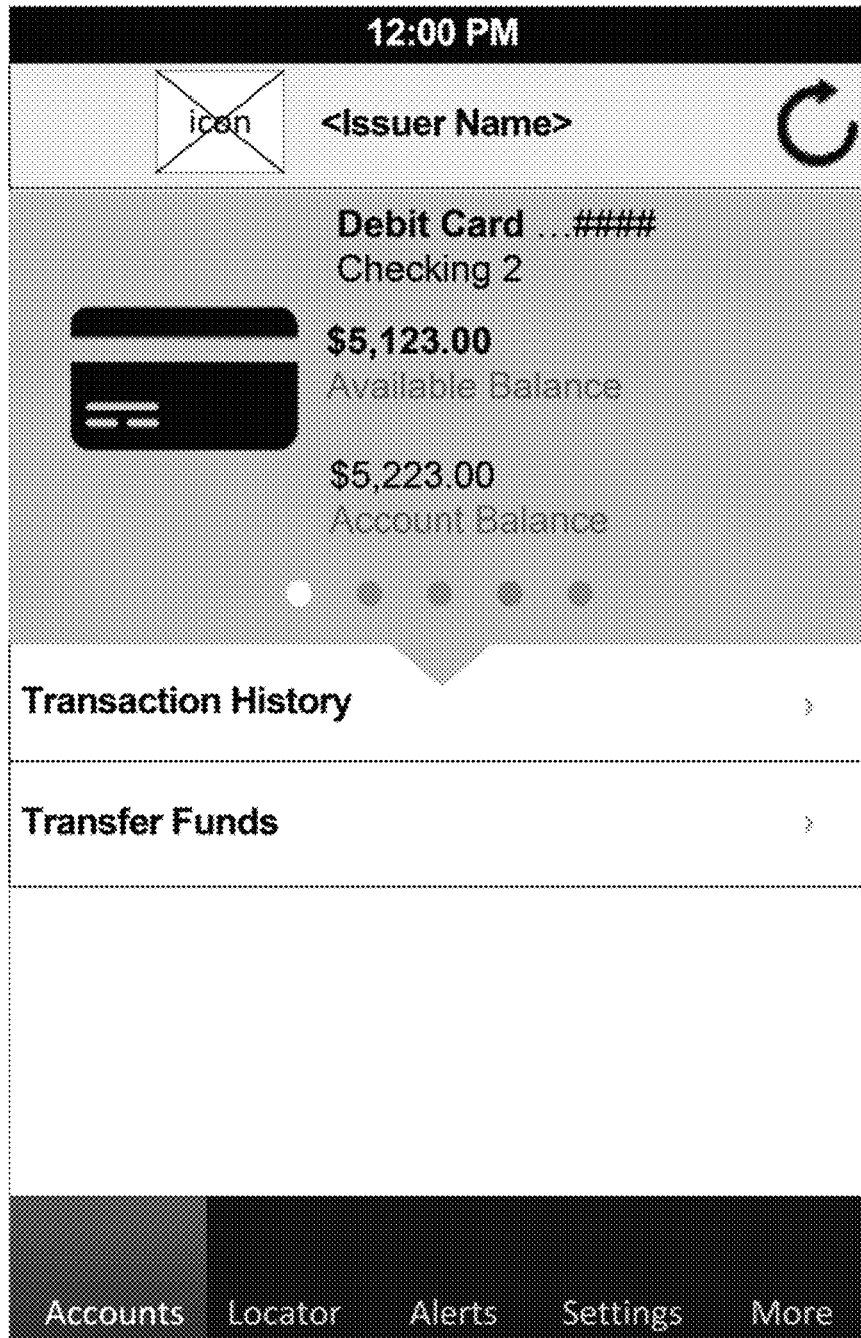 12:00 PM
icon <Issuer Name>
Debit Card ...####
Checking 2
$5,123.00
Available Balance
$5,223.00
Account Balance
Transaction History ›
Transfer Funds ›
Accounts Locator Alerts Settings More